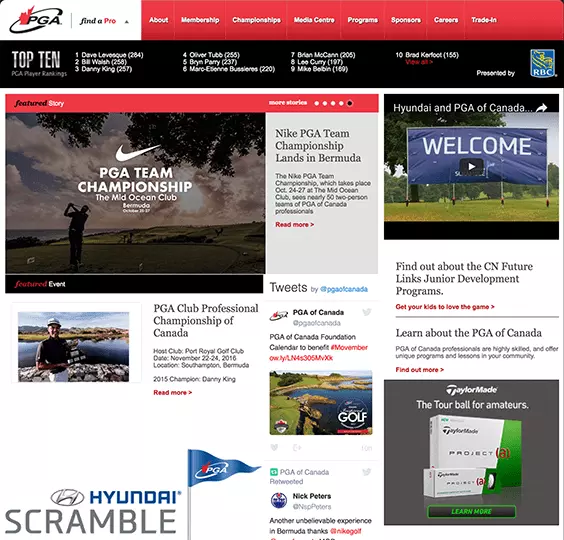 PGA
find a Pro
About
Membership
Championships
Media Centre
Programs
Sponsors
Careers
Trade-In
TOP TEN
PGA Player Rankings
1 Dave Levesque (284)
2 Bill Walsh (258)
3 Danny King (257)
4 Oliver Tubb (255)
5 Bryn Parry (237)
6 Marc-Etienne Bussieres (220)
7 Brian McCann (205)
8 Lee Curry (197)
9 Mike Belbin (169)
10 Brad Kerfoot (155)
View all >
Presented by
RBC
featured Story
more stories
NIKE PGA TEAM
CHAMPIONSHIP
The Mid Ocean Club
Bermuda
October 25-27
Nike PGA Team
Championship
Lands in Bermuda
The Nike PGA Team
Championship, which takes place
Oct. 24-27 at The Mid Ocean
Club, sees nearly 50 two-person
teams of PGA of Canada
professionals
Read more >
Hyundai and PGA of Canada...
WELCOME
featured Event
PGA Club Professional
Championship of
Canada
Host Club: Port Royal Golf Club
Date: November 22-24, 2016
Location: Southampton, Bermuda
2015 Champion: Danny King
Read more >
Tweets by @pgaofcanada
PGA of Canada
@pgaofcanada
PGA of Canada Foundation
Calendar to benefit #Movember
ow.ly/LN4s305MvXk
GOLF
PGA of Canada
Retweeted
Nick Peters
@NspPeters
Another unbelievable experience
in Bermuda thanks @nikegolf
Find out about the CN Future
Links Junior Development
Programs.
Get your kids to love the game >
Learn about the PGA of Canada
PGA of Canada professionals are highly skilled, and offer
unique programs and lessons in your community.
Find out more >
TaylorMade
The Tour ball for amateurs.
TaylorMade
PROJECT (a)
LEARN MORE
PGA
HYUNDAI
SCRAMBLE